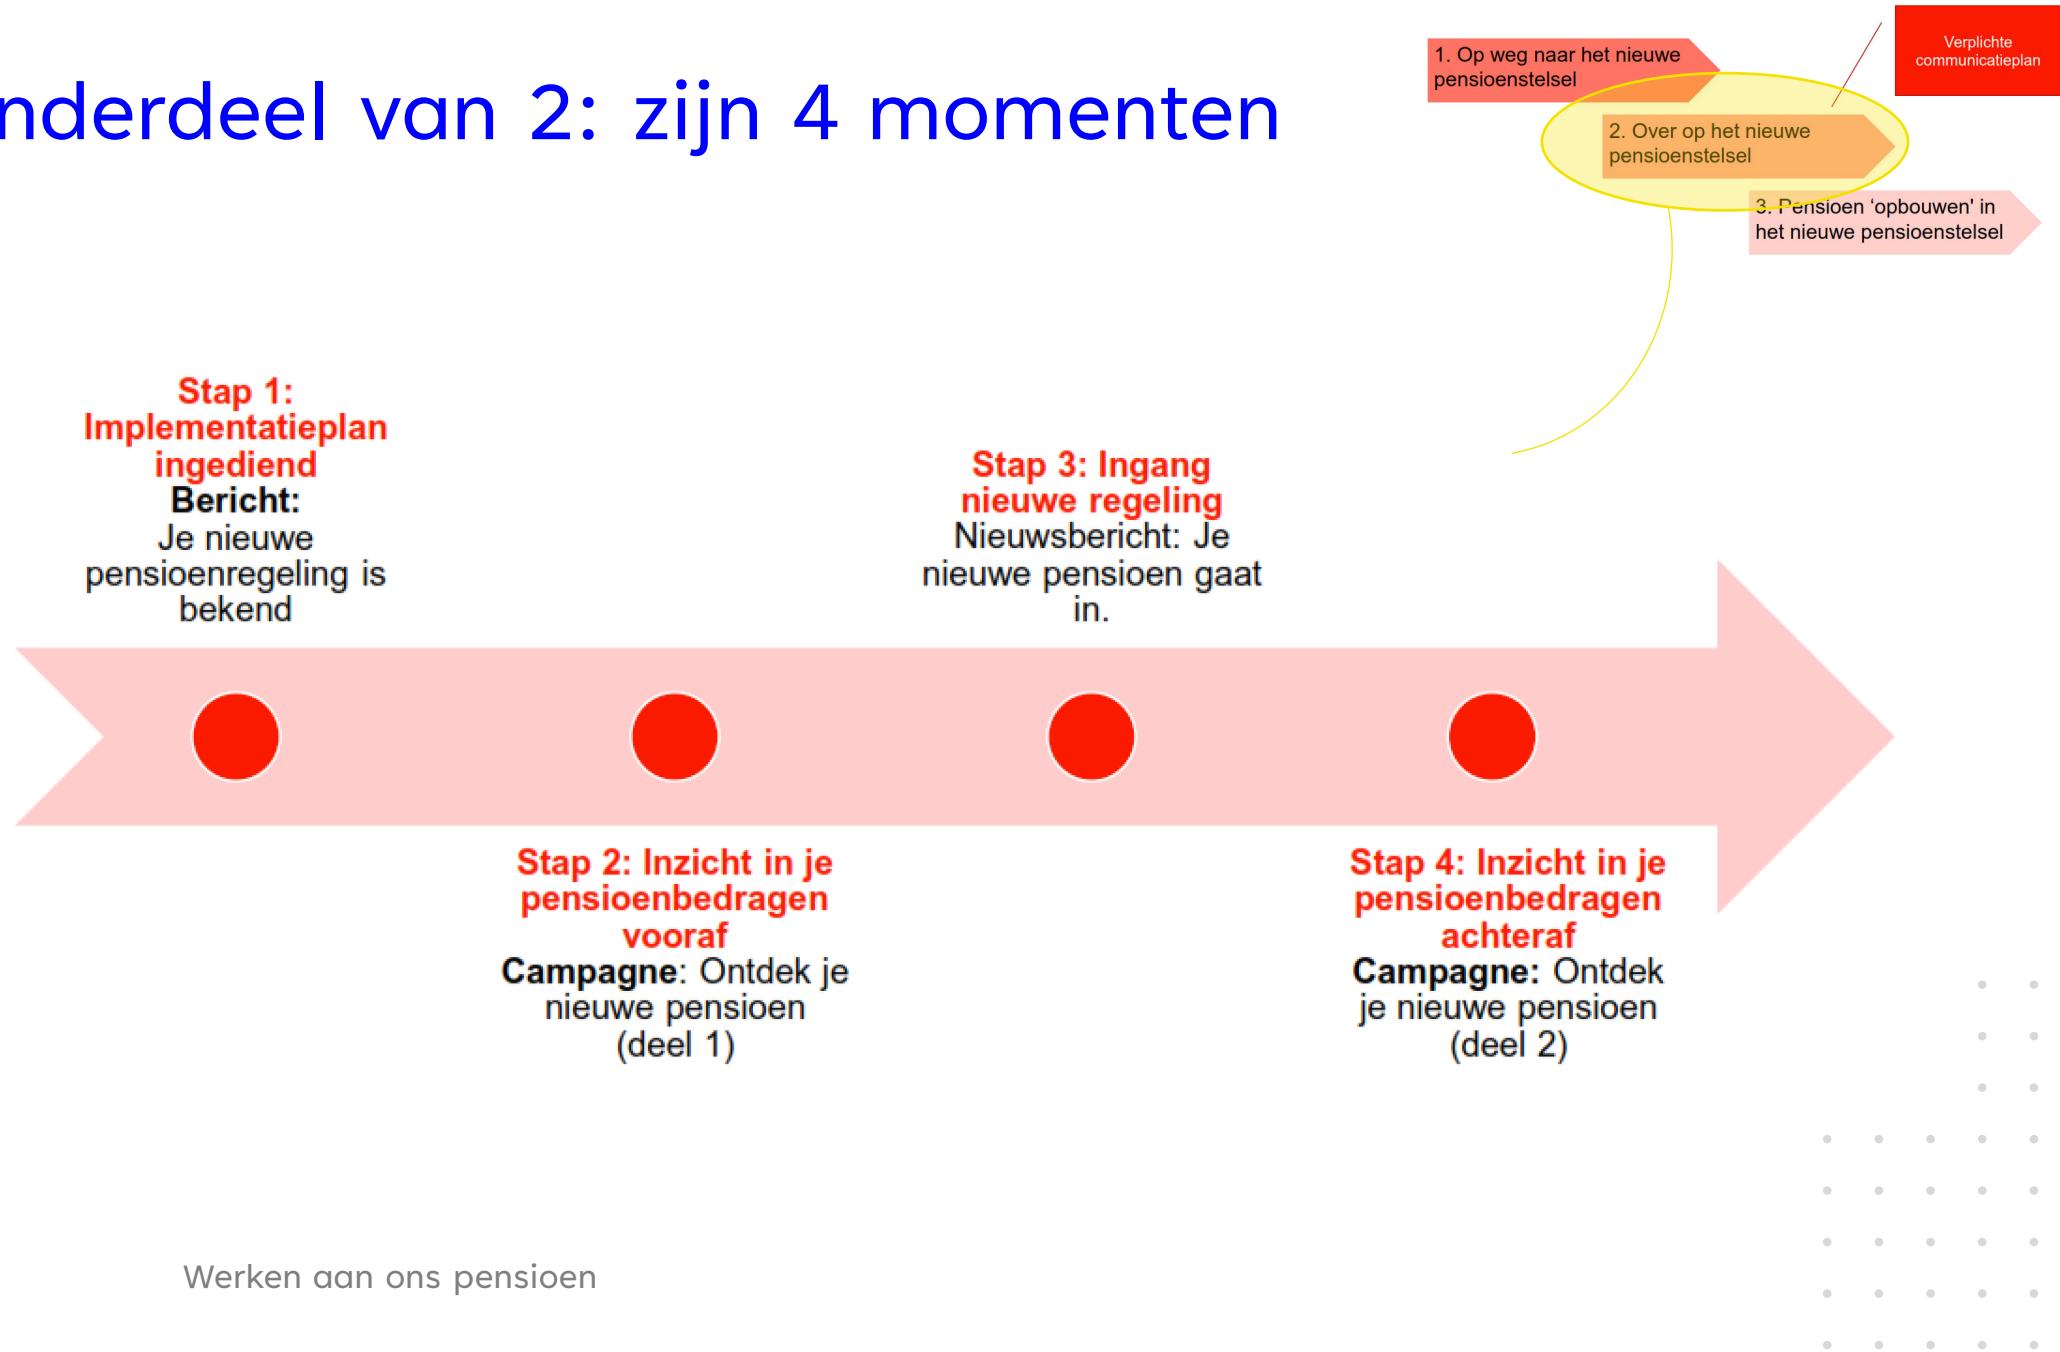 nderdeel van 2: zijn 4 momenten
1. Op weg naar het nieuwe
pensioenstelsel
Verplichte
communicatieplan
2. Over op het nieuwe
pensioenstelsel
3. Pensioen ‘opbouwen' in
het nieuwe pensioenstelsel
Stap 1:
Implementatieplan
ingediend
Bericht:
Je nieuwe
pensioenregeling is
bekend
Stap 3: Ingang
nieuwe regeling
Nieuwsbericht: Je
nieuwe pensioen gaat
in.
Stap 2: Inzicht in je
pensioenbedragen
vooraf
Campagne: Ontdek je
nieuwe pensioen
(deel 1)
Stap 4: Inzicht in je
pensioenbedragen
achteraf
Campagne: Ontdek
je nieuwe pensioen
(deel 2)
Werken aan ons pensioen